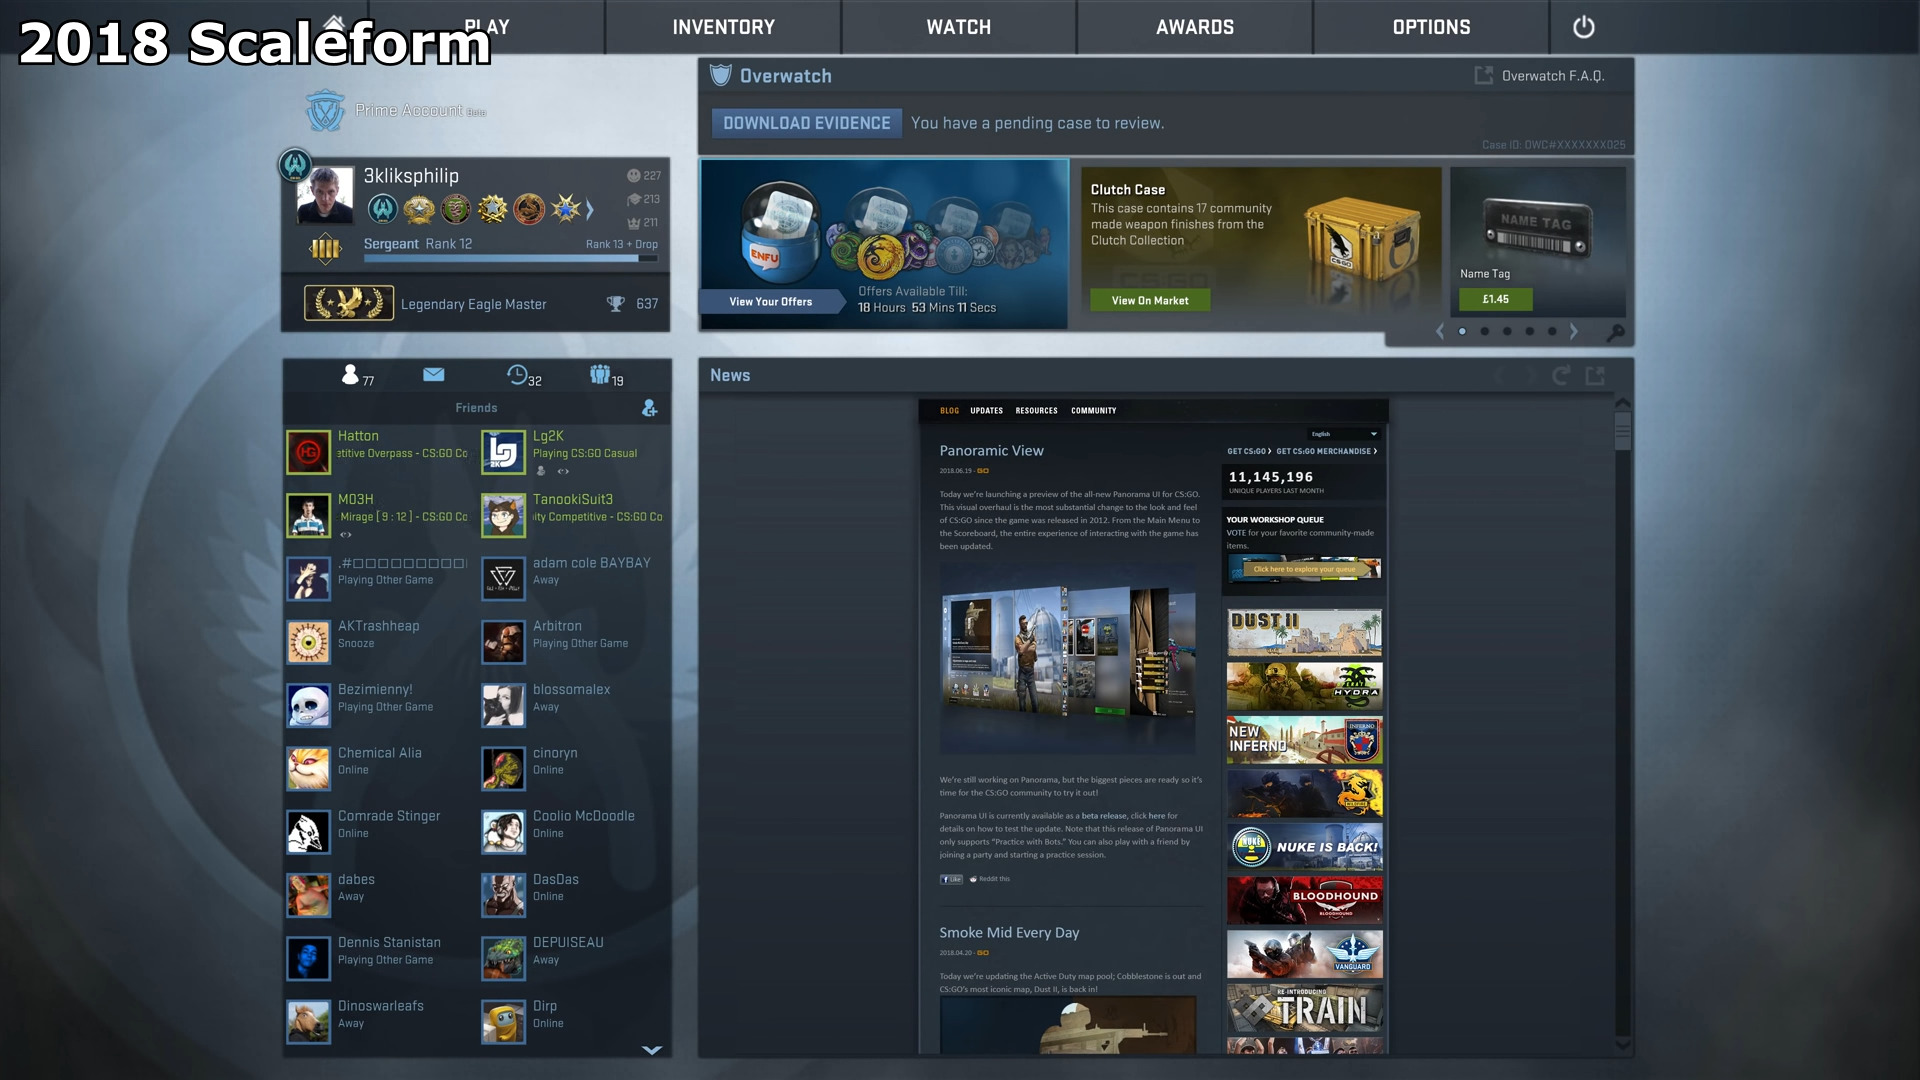 2018 Scaleform
PLAY
INVENTORY
WATCH
AWARDS
OPTIONS
Prime Account Beta
Overwatch
Overwatch F.A.Q.
DOWNLOAD EVIDENCE
You have a pending case to review.
Case ID: OWC#XXXXXXX025
3kliksphilip
227
213
211
Sergeant Rank 12
Rank 13 + Drop
Legendary Eagle Master
637
ENFU
View Your Offers
Offers Available Till:
18 Hours 53 Mins 11 Secs
Clutch Case
This case contains 17 community
made weapon finishes from the
Clutch Collection
CS:GO
View On Market
NAME TAG
Name Tag
£1.45
77
32
19
Friends
Hatton
etitive Overpass - CS:GO Co
Lg2K
Playing CS:GO Casual
M03H
Mirage [ 9 : 12 ] - CS:GO Co
TanookiSuit3
ity Competitive - CS:GO Co
.#□□□□□□□□□
Playing Other Game
adam cole BAYBAY
Away
AKTrashheap
Snooze
Arbitron
Playing Other Game
Bezimienny!
Playing Other Game
blossomalex
Away
Chemical Alia
Online
cinoryn
Online
Comrade Stinger
Online
Coolio McDoodle
Online
dabes
Away
DasDas
Online
Dennis Stanistan
Playing Other Game
DEPUISEAU
Away
Dinoswarleafs
Away
Dirp
Online
News
BLOG UPDATES RESOURCES COMMUNITY
English
Panoramic View
2018.06.19 - GO
Today we're launching a preview of the all-new Panorama UI for CS:GO.
This visual overhaul is the most substantial change to the look and feel
of CS:GO since the game was released in 2012. From the Main Menu to
the Scoreboard, the entire experience of interacting with the game has
been updated.
We're still working on Panorama, but the biggest pieces are ready so it's
time for the CS:GO community to try it out!
Panorama UI is currently available as a beta release, click here for
details on how to test the update. Note that this release of Panorama UI
only supports "Practice with Bots." You can also play with a friend by
joining a party and starting a practice session.
Like
Reddit this
Smoke Mid Every Day
2018.04.20 - GO
Today we're updating the Active Duty map pool; Cobblestone is out and
CS:GO's most iconic map, Dust II, is back in!
GET CS:GO GET CS:GO MERCHANDISE
11,145,196
UNIQUE PLAYERS LAST MONTH
YOUR WORKSHOP QUEUE
VOTE for your favorite community-made
items.
Click here to explore your queue
DUST II
HYDRA
NEW
INFERNO
INFERNO
WILDFIRE
NUKE
NUKE IS BACK!
BLOODHOUND
BLOODHOUND
VANGUARD
RE-INTRODUCING
TRAIN